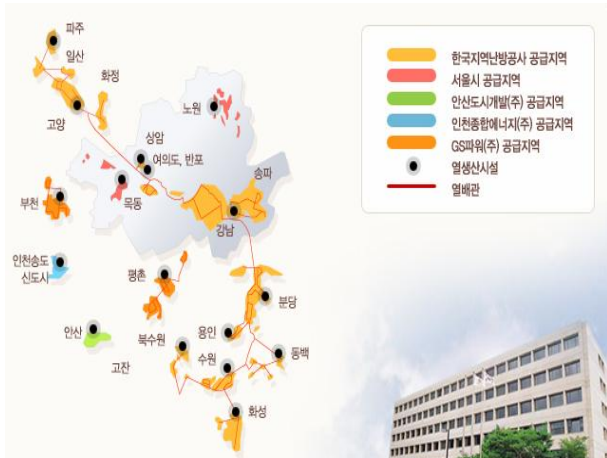 파주
일산
화정
고양
노원
상암
여의도, 반포
송파
목동
부천
강남
인천송도
신도시
평촌
분당
안산
북수원
용인
동백
고잔
수원
화성
한국지역난방공사 공급지역
서울시 공급지역
안산도시개발(주) 공급지역
인천종합에너지(주) 공급지역
GS파워(주) 공급지역
열생산시설
열배관